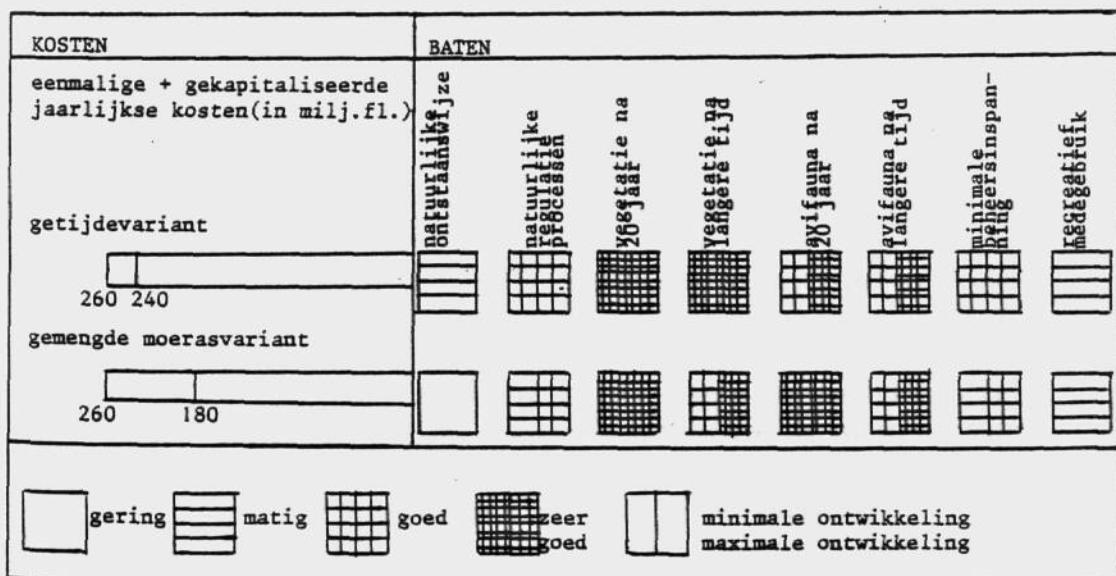 KOSTEN
BATEN
eenmalige + gekapitaliseerde
jaarlijkse kosten(in milj.fl.)
natuurlijke
ontstaanswijze
natuurlijke
regulatie
processen
vegetatie na
20 jaar
vegetatie na
langere tijd
avifauna na
20 jaar
avifauna na
langere tijd
minimale
beheersinspan-
ning
recreatief
medegebruik
getijdevariant
260 240
gemengde moerasvariant
260 180
gering
matig
goed
zeer
goed
minimale ontwikkeling
maximale ontwikkeling